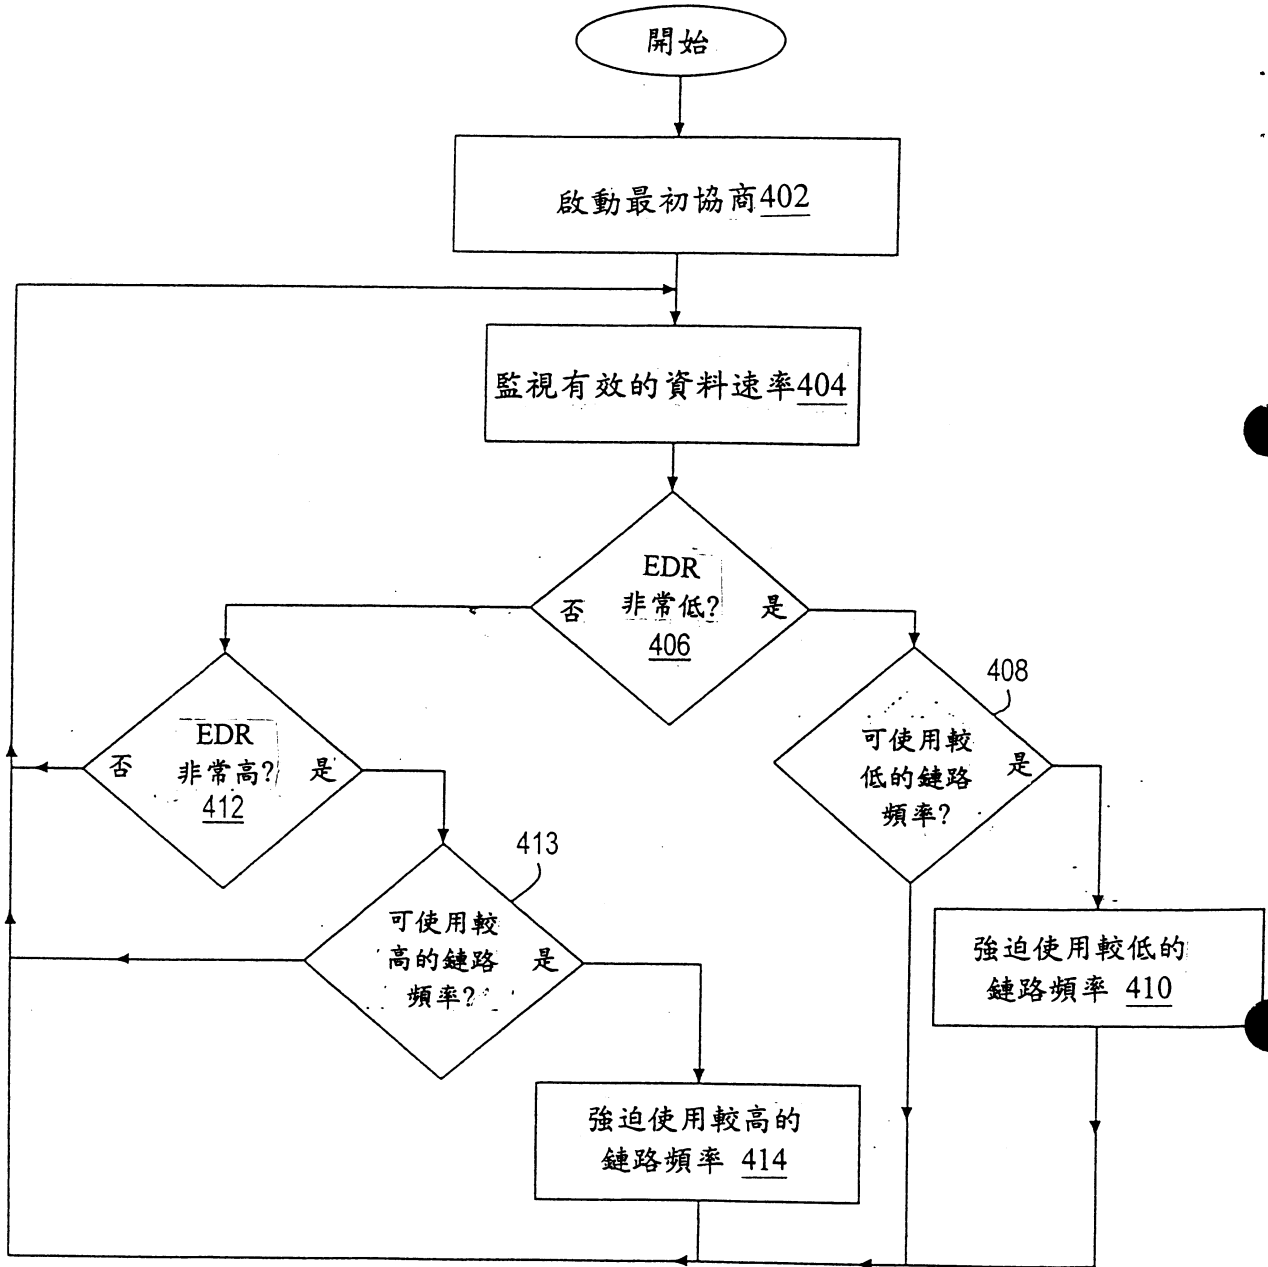 開始
啟動最初協商402
監視有效的資料速率404
EDR
非常低?
406
否
是
408
可使用較
低的鏈路
頻率?
是
EDR
非常高?
412
否
是
413
可使用較
高的鏈路
頻率?
是
強迫使用較低的
鏈路頻率 410
強迫使用較高的
鏈路頻率 414